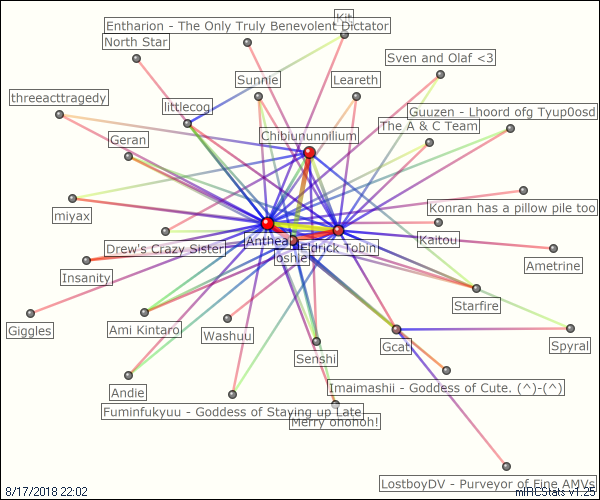 Kit
Entharion - The Only Truly Benevolent Dictator
North Star
Sven and Olaf <3
Sunnie
Leareth
threeacttragedy
littlecog
Guuzen - Lhoord ofg Tyup0osd
The A & C Team
Chibiununnilium
Geran
miyax
Konran has a pillow pile too
Anthea
Kaitou
Drew's Crazy Sister
Edrick Tobin
oshie
Ametrine
Insanity
Starfire
Giggles
Ami Kintaro
Washuu
Senshi
Gcat
Spyral
Andie
Imaimashii - Goddess of Cute. (^)-(^)
Fuminfukyuu - Goddess of Staying up Late
Merry ohonoh!
LostboyDV - Purveyor of Fine AMVs
8/17/2018 22:02
mIRCStats v1.25